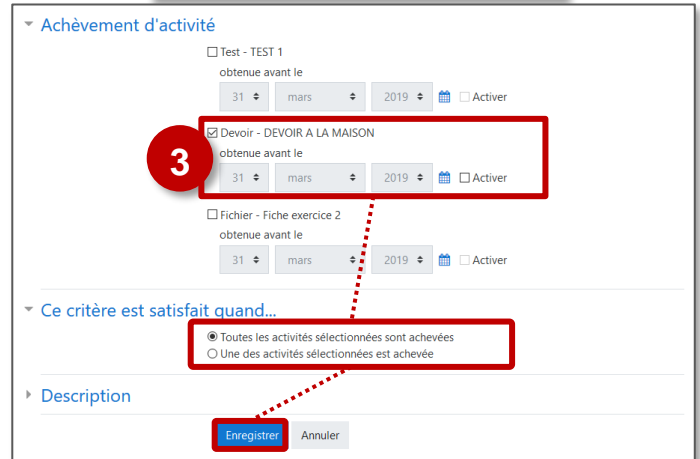 Achèvement d'activité
Test - TEST 1
obtenue avant le
31 mars 2019 Activer
Devoir - DEVOIR A LA MAISON
obtenue avant le
3
31 mars 2019 Activer
Fichier - Fiche exercice 2
obtenue avant le
31 mars 2019 Activer
Ce critère est satisfait quand...
Toutes les activités sélectionnées sont achevées
Une des activités sélectionnées est achevée
Description
Enregistrer Annuler